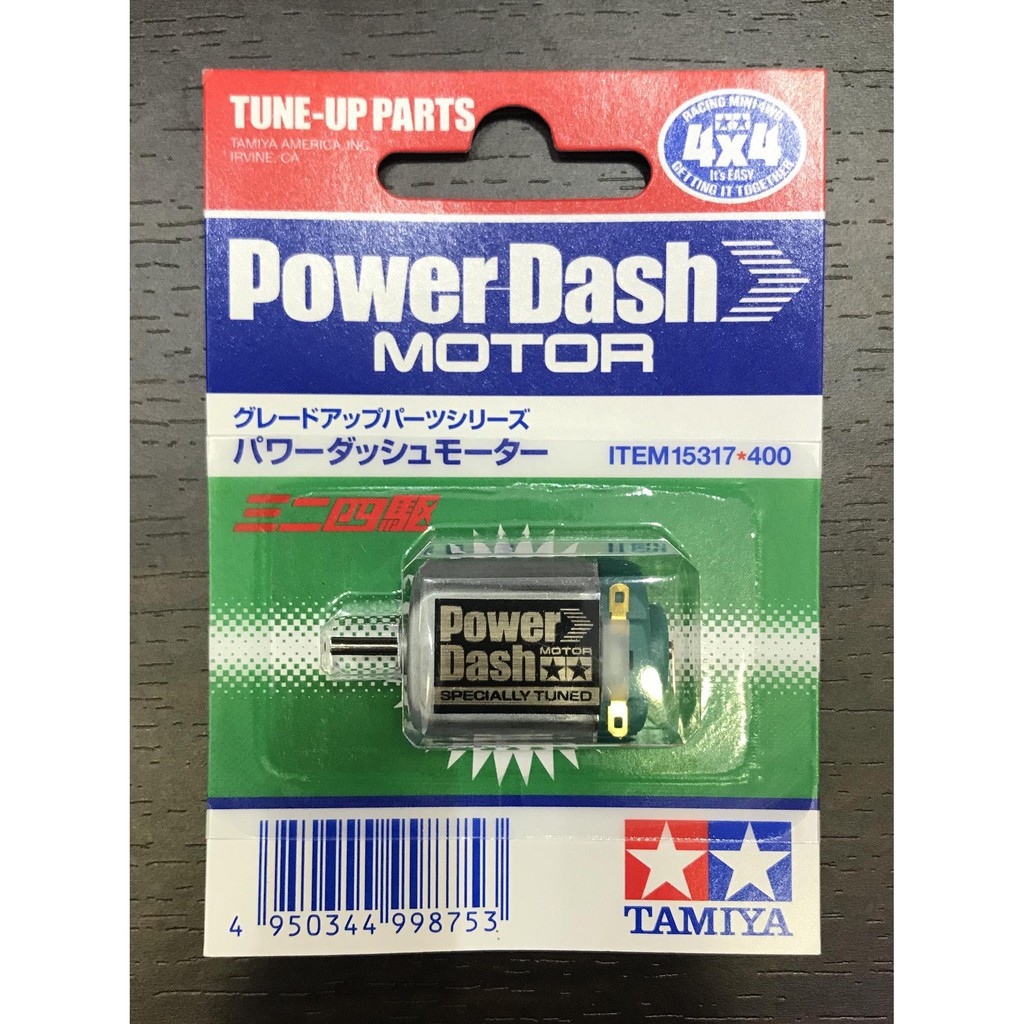 TUNE-UP PARTS
TAMIYA AMERICA, INC.
IRVINE, CA
RACING MINI 4WD
4x4
It's EASY
GETTING IT TOGETHER
Power Dash
MOTOR
グレードアップパーツシリーズ
パワーダッシュモーター
ITEM15317*400
ミニ四駆
Power
Dash
MOTOR
SPECIALLY TUNED
4 950344 998753
TAMIYA